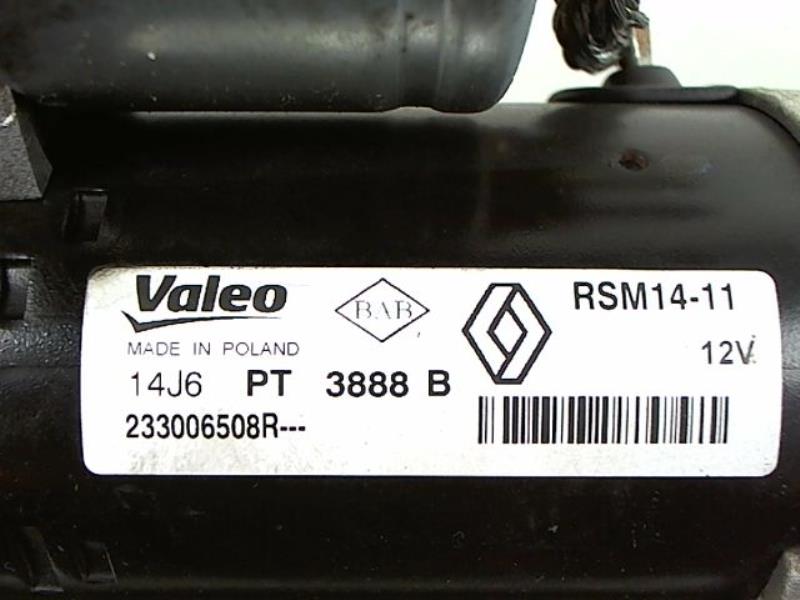 Valeo BAB RSM14-11
MADE IN POLAND 12V
14J6 PT 3888 B
233006508R---